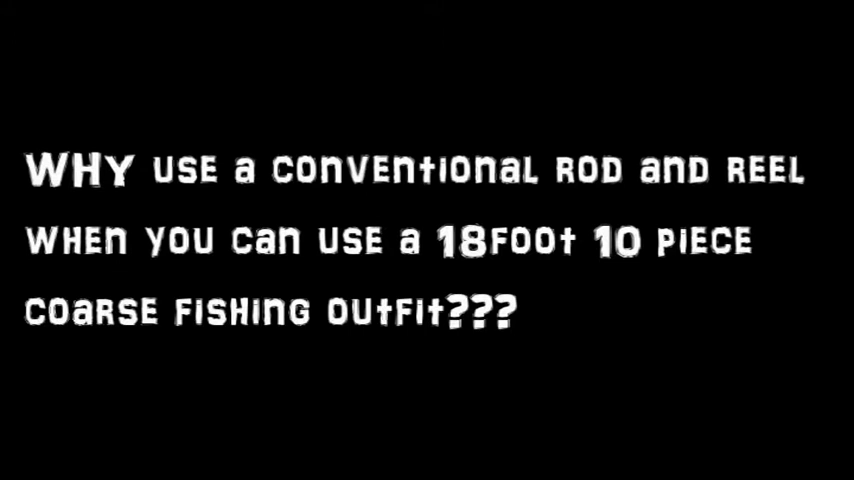 WHY USE A CONVENTIONAL ROD AND REEL
WHEN YOU CAN USE A 18FOOT 10 PIECE
COARSE FISHING OUTFIT???